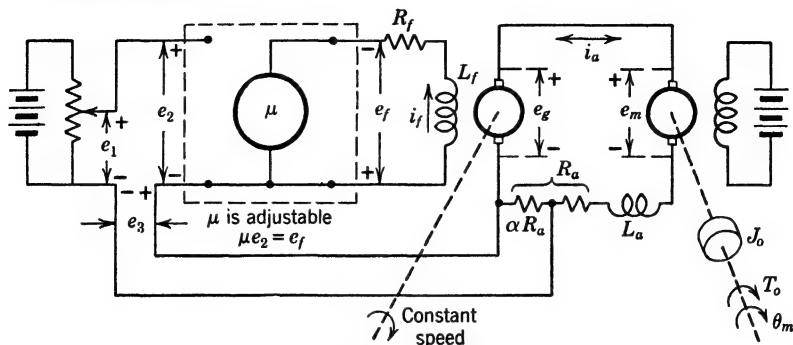 R_f
L_f
i_a
+
+
−
+
+
μ
e_1
e_2
e_f
i_f
e_g
e_m
−
−
+
−
−
− +
e_3
μ is adjustable
μe_2 = e_f
R_a
αR_a
L_a
J_o
T_o
θ_m
Constant
speed